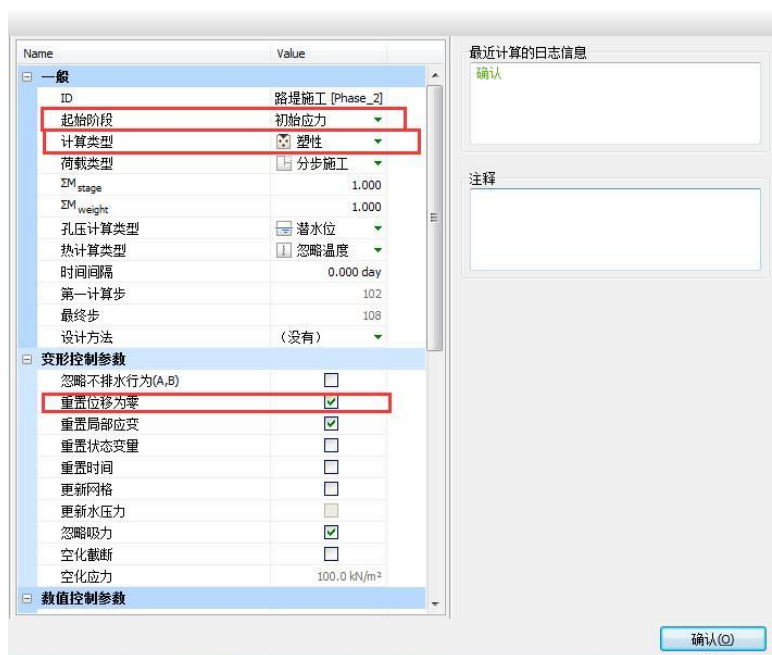 Name Value
一般
ID 路堤施工 [Phase_2]
起始阶段 初始应力
计算类型 塑性
荷载类型 分步施工
ΣM stage 1.000
ΣM weight 1.000
孔压计算类型 潜水位
热计算类型 忽略温度
时间间隔 0.000 day
第一计算步 102
最终步 108
设计方法 （没有）
变形控制参数
忽略不排水行为(A,B)
重置位移为零
重置局部应变
重置状态变量
重置时间
更新网格
更新水压力
忽略吸力
空化截断
空化应力 100.0 kN/m²
数值控制参数
最近计算的日志信息
确认
注释
确认(O)